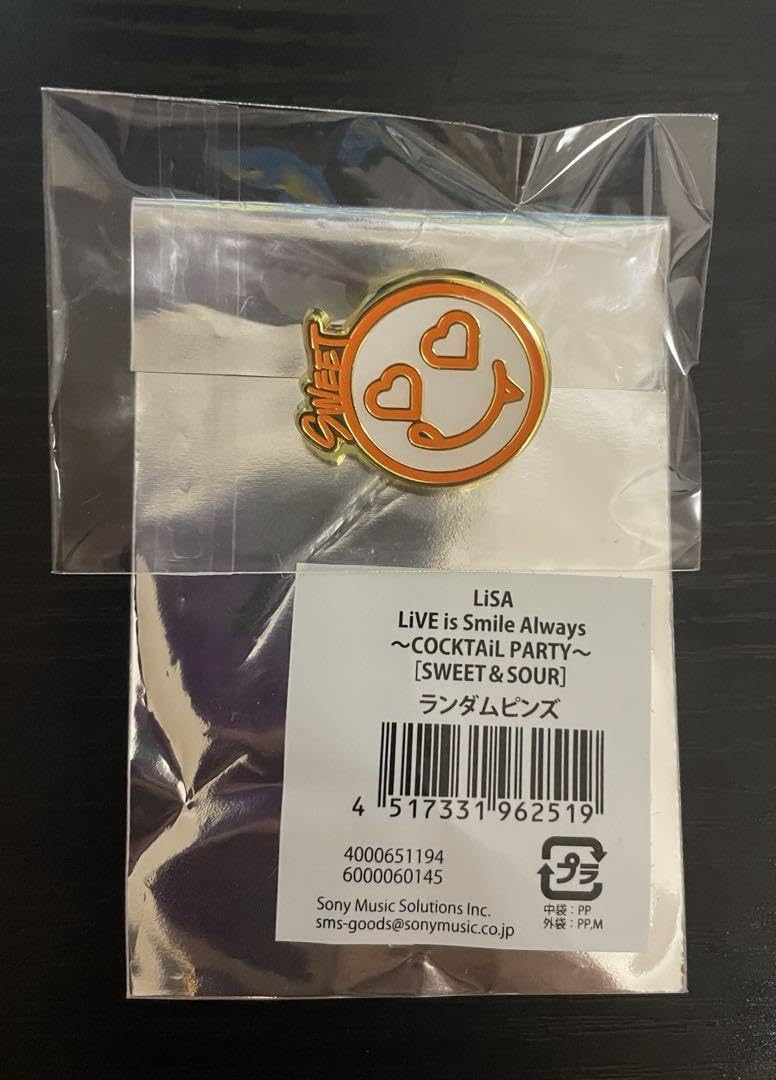 SWEET
LiSA
LiVE is Smile Always
～COCKTAiL PARTY～
[SWEET & SOUR]
ランダムピンズ
4 517331 962519
4000651194
6000060145
プラ
中袋：PP
外袋：PP,M
Sony Music Solutions Inc.
sms-goods@sonymusic.co.jp